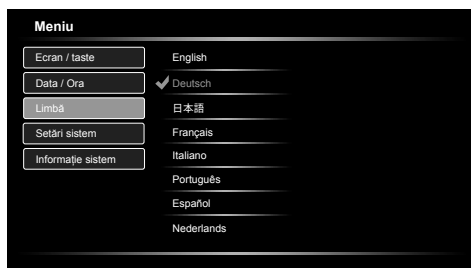 Meniu
Ecran / taste
Data / Ora
Limbă
Setări sistem
Informație sistem
English
Deutsch
日本語
Français
Italiano
Português
Español
Nederlands